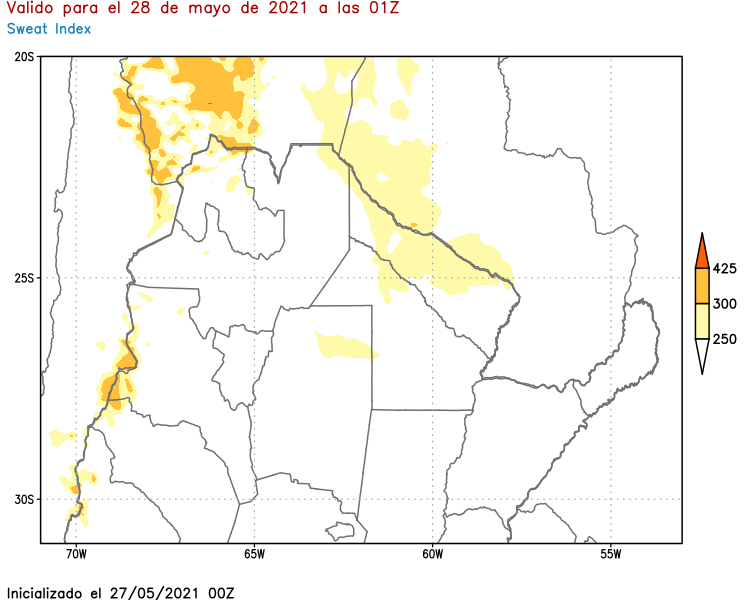 Valido para el 28 de mayo de 2021 a las 01Z
Sweat Index
20S
25S
30S
70W
65W
60W
55W
425
300
250
Inicializado el 27/05/2021 00Z